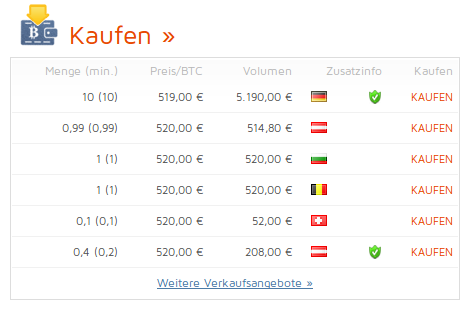 Kaufen »
Menge (min.) Preis/BTC Volumen Zusatzinfo Kaufen
10 (10) 519,00 € 5.190,00 € KAUFEN
0,99 (0,99) 520,00 € 514,80 € KAUFEN
1 (1) 520,00 € 520,00 € KAUFEN
1 (1) 520,00 € 520,00 € KAUFEN
0,1 (0,1) 520,00 € 52,00 € KAUFEN
0,4 (0,2) 520,00 € 208,00 € KAUFEN
Weitere Verkaufsangebote »